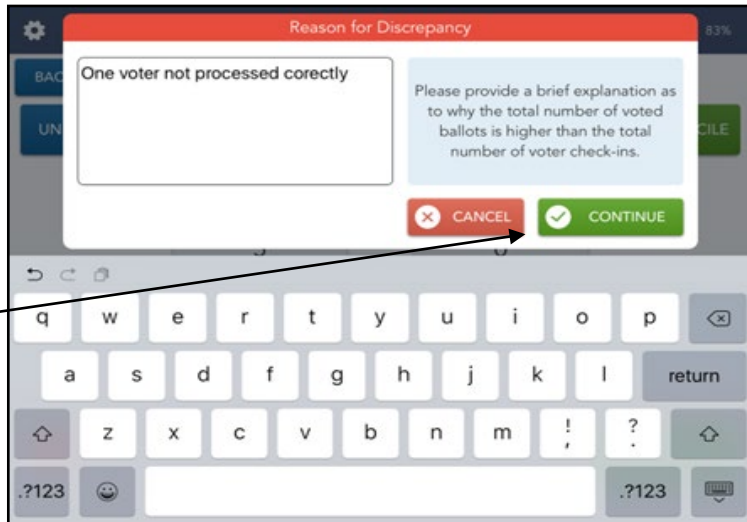 Reason for Discrepancy
83%
BAC
One voter not processed corectly
Please provide a brief explanation as
to why the total number of voted
ballots is higher than the total
number of voter check-ins.
UN
CILE
CANCEL
CONTINUE
q w e r t y u i o p
a s d f g h j k l return
z x c v b n m ! , ? .
.?123 .?123